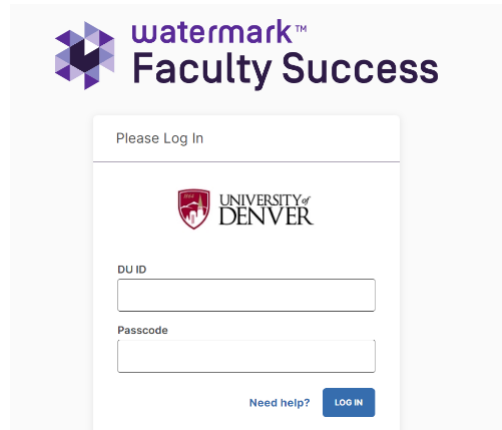 watermark™
Faculty Success
Please Log In
UNIVERSITY of
DENVER
DU ID
Passcode
Need help?
LOG IN